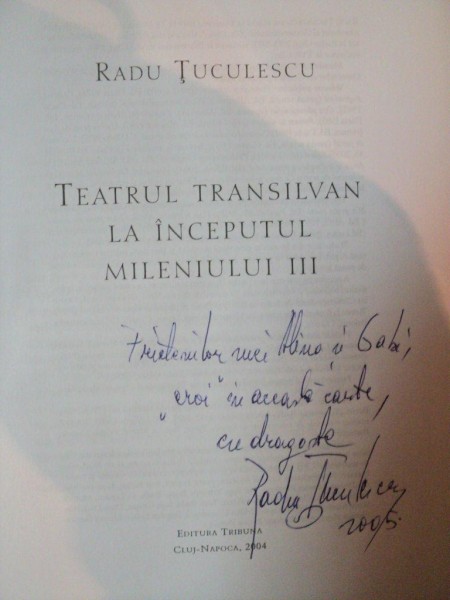 RADU ŢUCULESCU
TEATRUL TRANSILVAN
LA ÎNCEPUTUL
MILENIULUI III
Prietenilor mei Alina și Gabi,
„eroi" în această carte,
cu dragoste
Radu Țuculescu
2005.
EDITURA TRIBUNA
CLUJ-NAPOCA, 2004